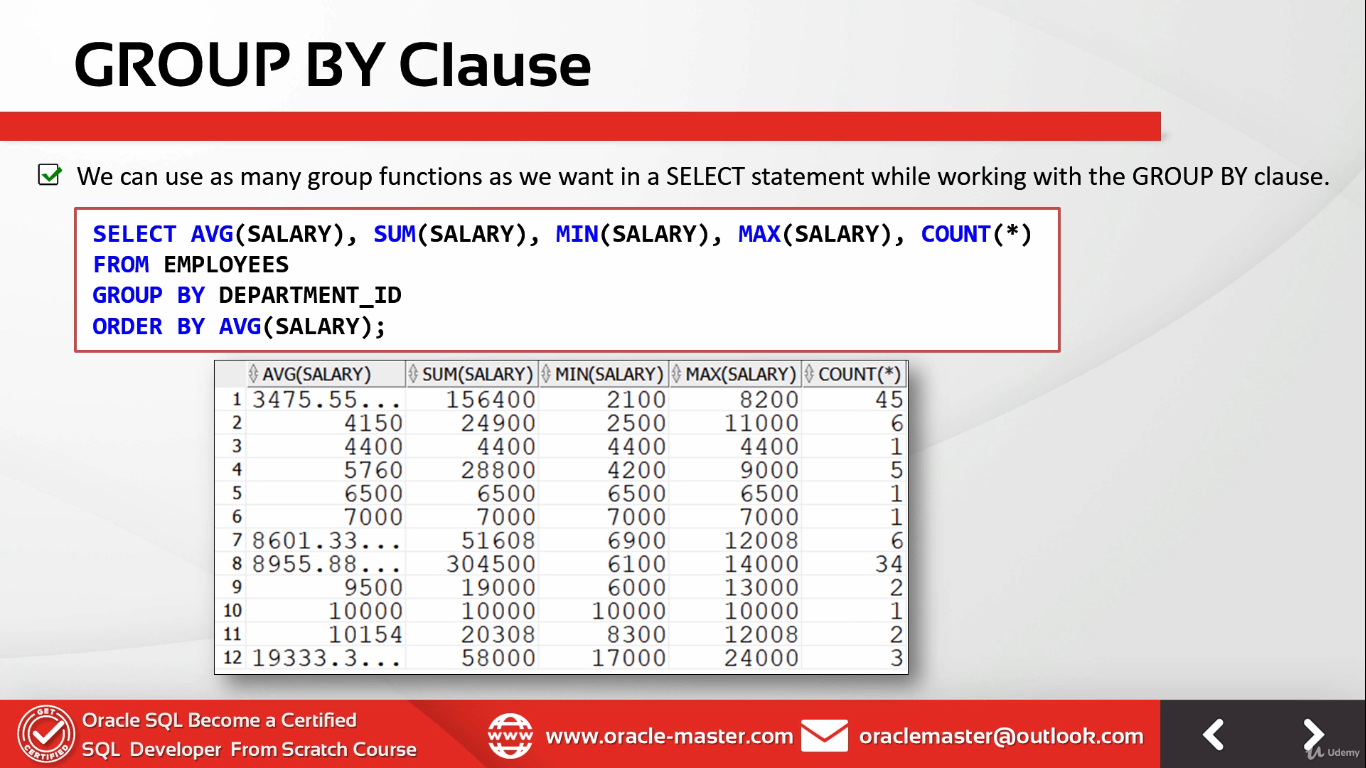 GROUP BY Clause
We can use as many group functions as we want in a SELECT statement while working with the GROUP BY clause.
SELECT AVG(SALARY), SUM(SALARY), MIN(SALARY), MAX(SALARY), COUNT(*)
FROM EMPLOYEES
GROUP BY DEPARTMENT_ID
ORDER BY AVG(SALARY);
AVG(SALARY) SUM(SALARY) MIN(SALARY) MAX(SALARY) COUNT(*)
1 3475.55... 156400 2100 8200 45
2 4150 24900 2500 11000 6
3 4400 4400 4400 4400 1
4 5760 28800 4200 9000 5
5 6500 6500 6500 6500 1
6 7000 7000 7000 7000 1
7 8601.33... 51608 6900 12008 6
8 8955.88... 304500 6100 14000 34
9 9500 19000 6000 13000 2
10 10000 10000 10000 10000 1
11 10154 20308 8300 12008 2
12 19333.3... 58000 17000 24000 3
GET
CERTIFIED
Oracle SQL Become a Certified
SQL Developer From Scratch Course
www
www.oracle-master.com
oraclemaster@outlook.com
Udemy